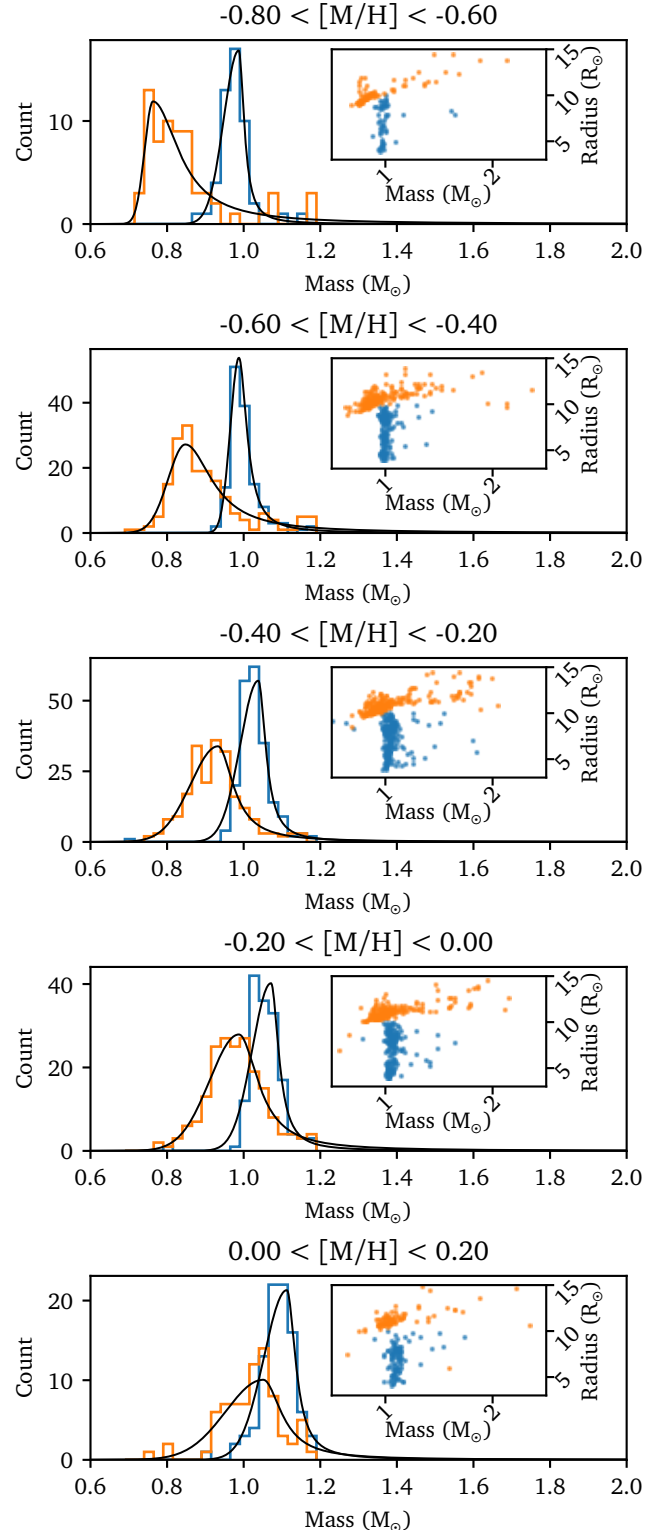 -0.80 < [M/H] < -0.60
Count
10
0
0.6 0.8 1.0 1.2 1.4 1.6 1.8 2.0
Mass (M☉)
15
10
5
Radius (R☉)
1 2
Mass (M☉)
-0.60 < [M/H] < -0.40
Count
40
20
0
0.6 0.8 1.0 1.2 1.4 1.6 1.8 2.0
Mass (M☉)
15
10
5
Radius (R☉)
1 2
Mass (M☉)
-0.40 < [M/H] < -0.20
Count
50
25
0
0.6 0.8 1.0 1.2 1.4 1.6 1.8 2.0
Mass (M☉)
15
10
5
Radius (R☉)
1 2
Mass (M☉)
-0.20 < [M/H] < 0.00
Count
40
20
0
0.6 0.8 1.0 1.2 1.4 1.6 1.8 2.0
Mass (M☉)
15
10
5
Radius (R☉)
1 2
Mass (M☉)
0.00 < [M/H] < 0.20
Count
20
10
0
0.6 0.8 1.0 1.2 1.4 1.6 1.8 2.0
Mass (M☉)
15
10
5
Radius (R☉)
1 2
Mass (M☉)